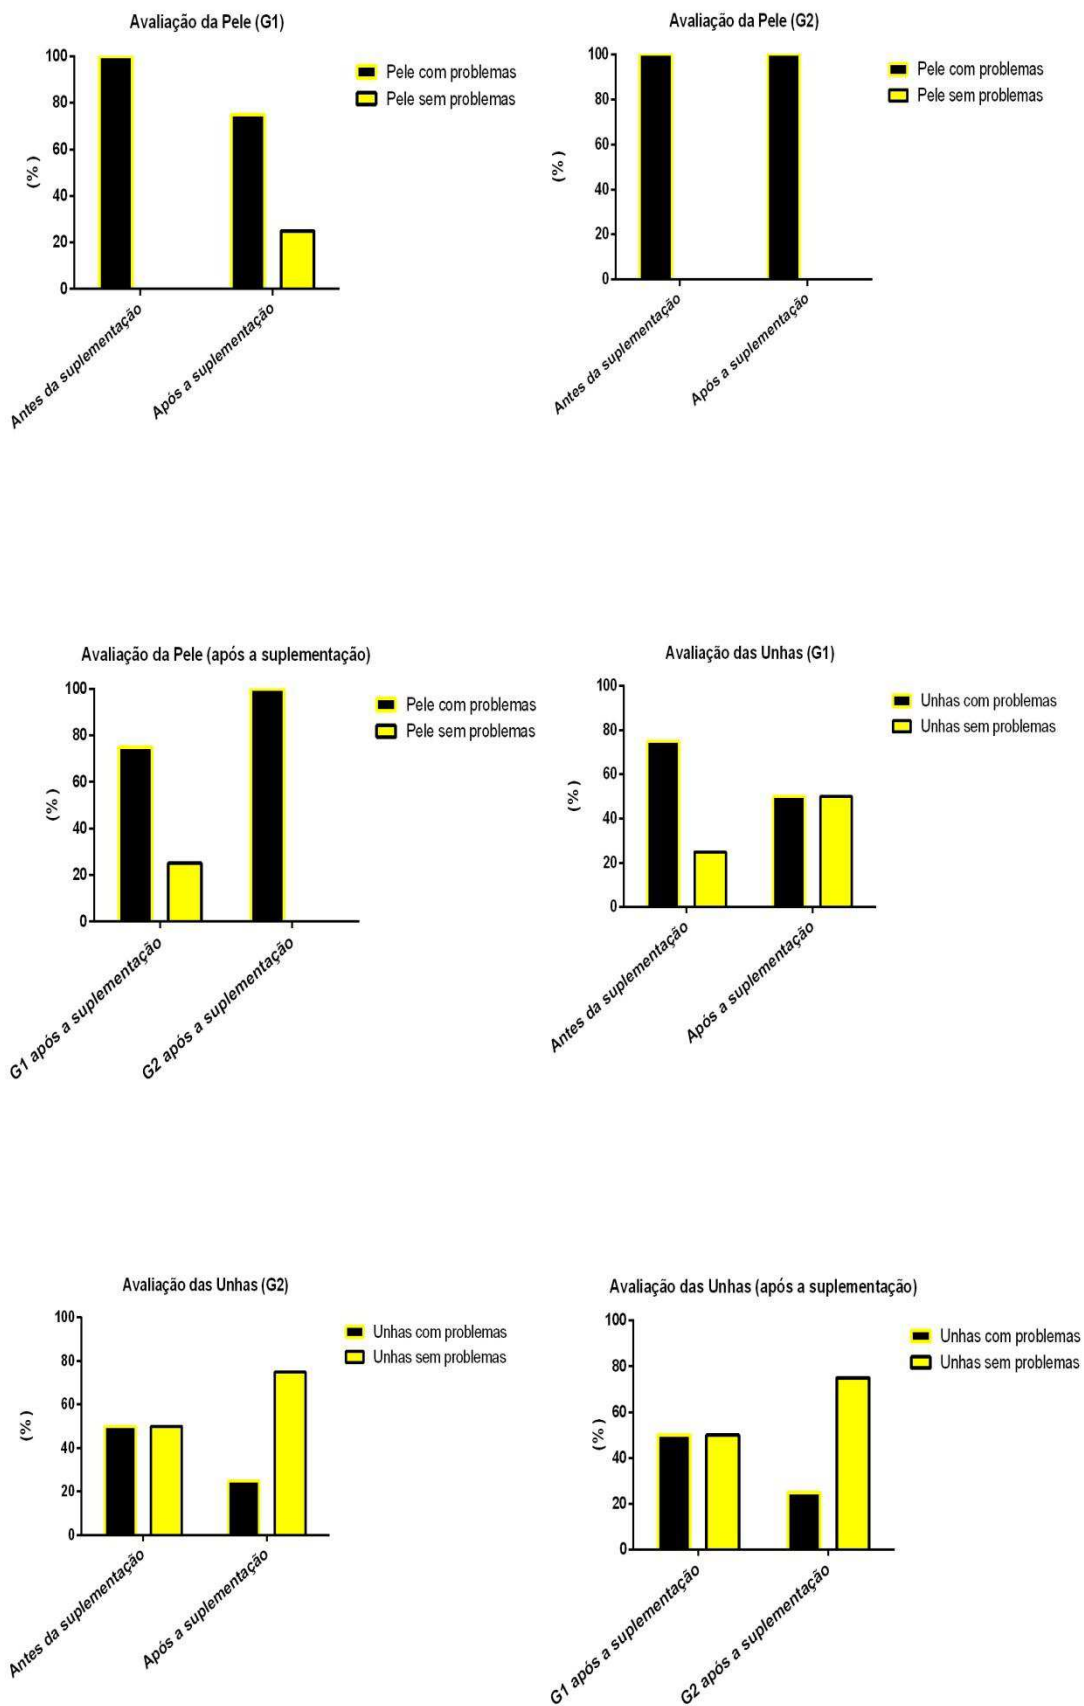 Avaliação da Pele (G1)
100
80
60
40
20
0
(%)
Antes da suplementação
Após a suplementação
Pele com problemas
Pele sem problemas
Avaliação da Pele (G2)
100
80
60
40
20
0
(%)
Antes da suplementação
Após a suplementação
Pele com problemas
Pele sem problemas
Avaliação da Pele (após a suplementação)
100
80
60
40
20
0
(%)
G1 após a suplementação
G2 após a suplementação
Pele com problemas
Pele sem problemas
Avaliação das Unhas (G1)
100
80
60
40
20
0
(%)
Antes da suplementação
Após a suplementação
Unhas com problemas
Unhas sem problemas
Avaliação das Unhas (G2)
100
80
60
40
20
0
(%)
Antes da suplementação
Após a suplementação
Unhas com problemas
Unhas sem problemas
Avaliação das Unhas (após a suplementação)
100
80
60
40
20
0
(%)
G1 após a suplementação
G2 após a suplementação
Unhas com problemas
Unhas sem problemas